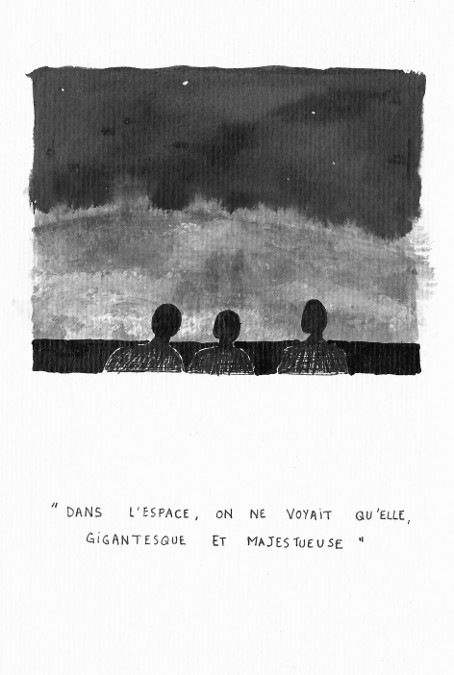 "DANS L'ESPACE, ON NE VOYAIT QU'ELLE,
GIGANTESQUE ET MAJESTUEUSE"